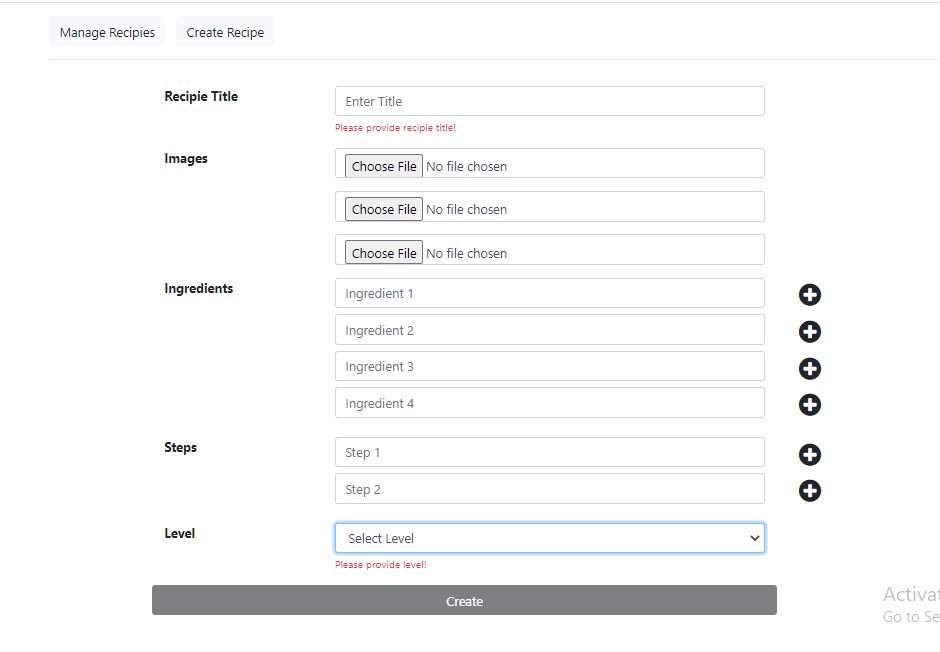 Manage Recipies Create Recipe
Recipie Title
Enter Title
Please provide recipie title!
Images
Choose File No file chosen
Choose File No file chosen
Choose File No file chosen
Ingredients
Ingredient 1
Ingredient 2
Ingredient 3
Ingredient 4
Steps
Step 1
Step 2
Level
Select Level
Please provide level!
Create
Activat
Go to Se